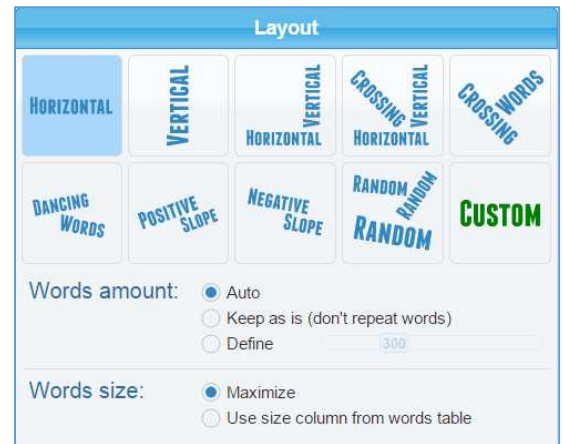 Layout
HORIZONTAL
VERTICAL
HORIZONTAL VERTICAL
CROSSING HORIZONTAL VERTICAL
CROSSING WORDS
DANCING WORDS
POSITIVE SLOPE
NEGATIVE SLOPE
RANDOM RANDOM RANDOM
CUSTOM
Words amount:
Auto
Keep as is (don't repeat words)
Define 300
Words size:
Maximize
Use size column from words table